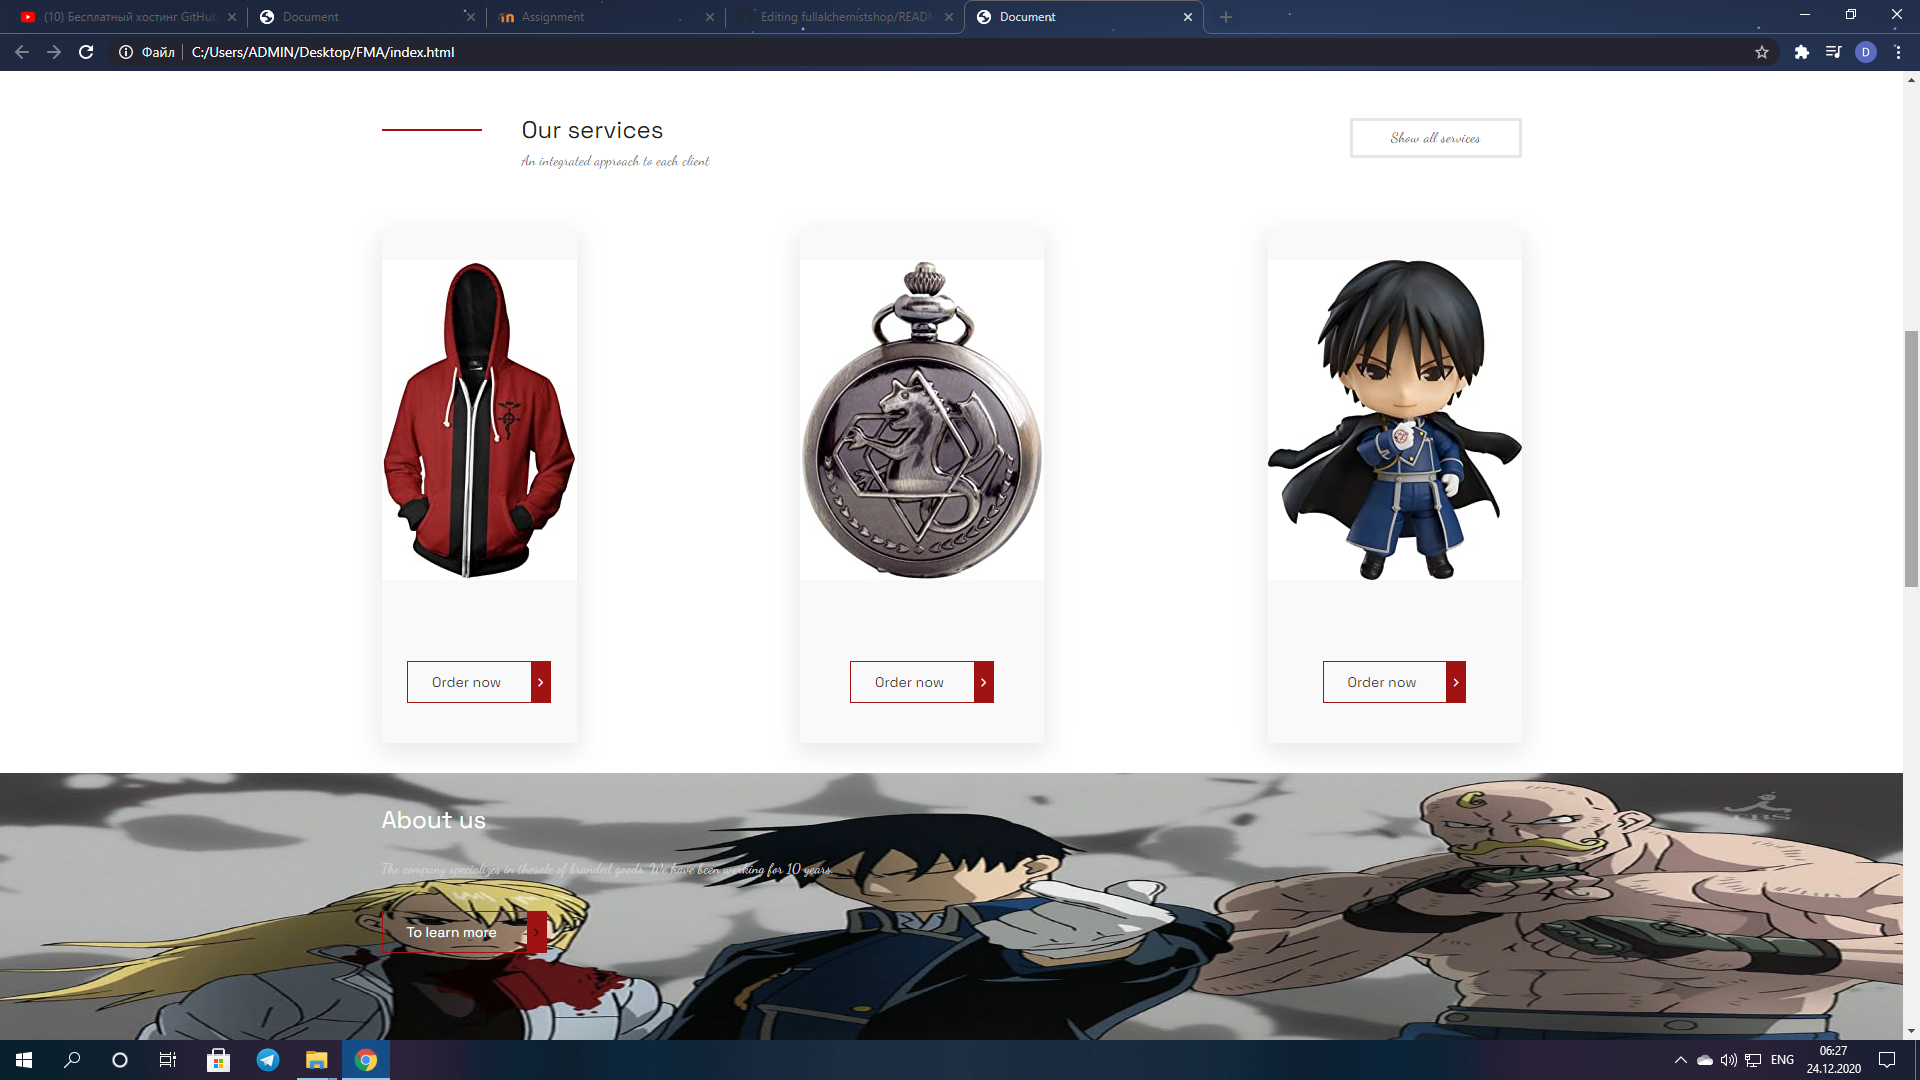 (10) Бесплатный хостинг GitHub
Document
Assignment
Editing fullalchemistshop/READM
Document
Файл
C:/Users/ADMIN/Desktop/FMA/index.html
D
Our services
An integrated approach to each client
Show all services
Order now
Order now
Order now
About us
The company specializes in thesale of branded goods. We have been working for 10 years.
To learn more
ENG
06:27
24.12.2020